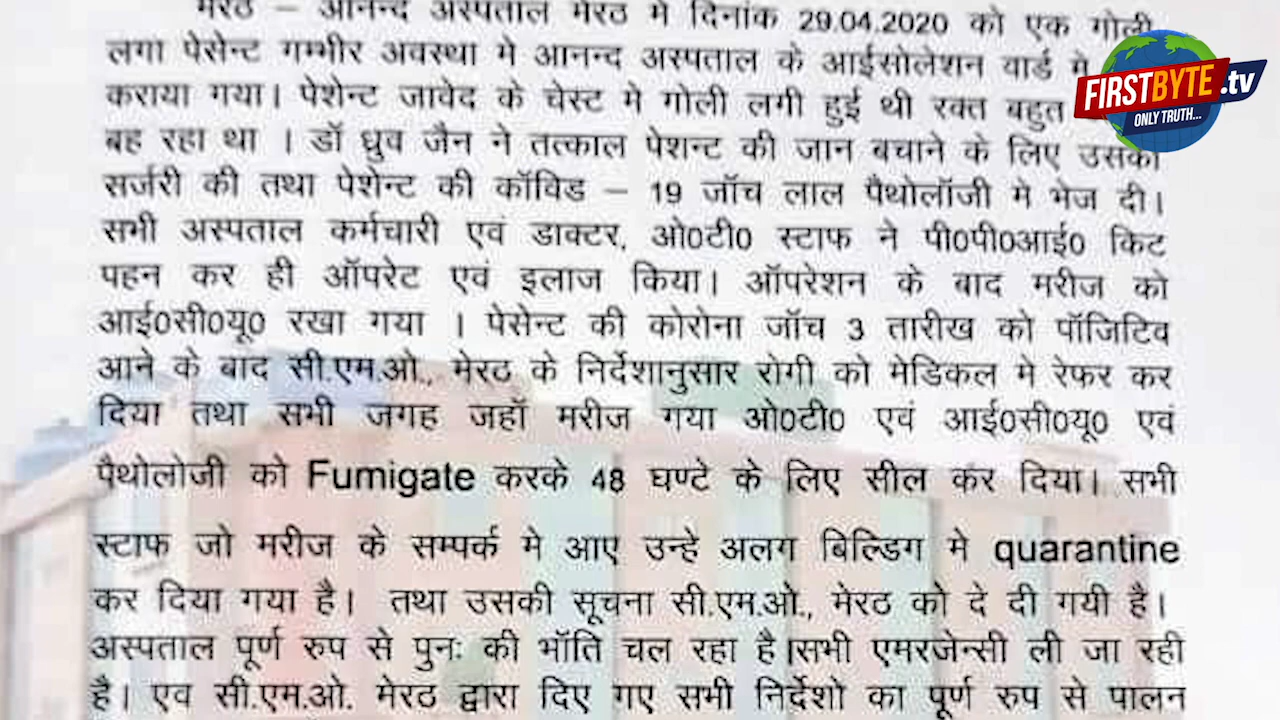 मेरठ – आनन्द अस्पताल मेरठ मे दिनांक 29.04.2020 को एक गोली
लगा पेसेन्ट गम्भीर अवस्था मे आनन्द अस्पताल के आईसोलेशन वार्ड मे
कराया गया। पेशेन्ट जावेद के चेस्ट मे गोली लगी हुई थी रक्त बहुत
बह रहा था । डॉ ध्रुव जैन ने तत्काल पेशन्ट की जान बचाने के लिए उसकी
सर्जरी की तथा पेशेन्ट की कॉविड – 19 जॉच लाल पैथोलॉजी मे भेज दी।
सभी अस्पताल कर्मचारी एवं डाक्टर, ओ0टी0 स्टाफ ने पी0पी0आई0 किट
पहन कर ही ऑपरेट एवं इलाज किया। ऑपरेशन के बाद मरीज को
आई0सी0यू0 रखा गया । पेसेन्ट की कोरोना जॉच 3 तारीख को पॉजिटिव
आने के बाद सी.एम.ओ., मेरठ के निर्देशानुसार रोगी को मेडिकल मे रेफर कर
दिया तथा सभी जगह जहॉ मरीज गया ओ0टी0 एवं आई0सी0यू0 एवं
पैथोलोजी को Fumigate करके 48 घण्टे के लिए सील कर दिया। सभी
स्टाफ जो मरीज के सम्पर्क मे आए उन्हे अलग बिल्डिग मे quarantine
कर दिया गया है। तथा उसकी सूचना सी.एम.ओ., मेरठ को दे दी गयी है।
अस्पताल पूर्ण रुप से पुनः की भॉति चल रहा है।सभी एमरजेन्सी ली जा रही
है। एव सी.एम.ओ. मेरठ द्वारा दिए गए सभी निर्देशो का पूर्ण रुप से पालन
FIRSTBYTE.tv
ONLY TRUTH...